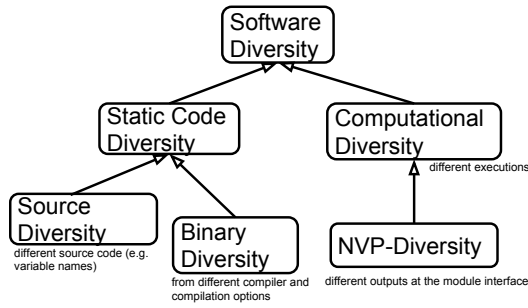 Software
Diversity
Static Code
Diversity
Computational
Diversity
different executions
Source
Diversity
different source code (e.g.
variable names)
Binary
Diversity
from different compiler and
compilation options
NVP-Diversity
different outputs at the module interface